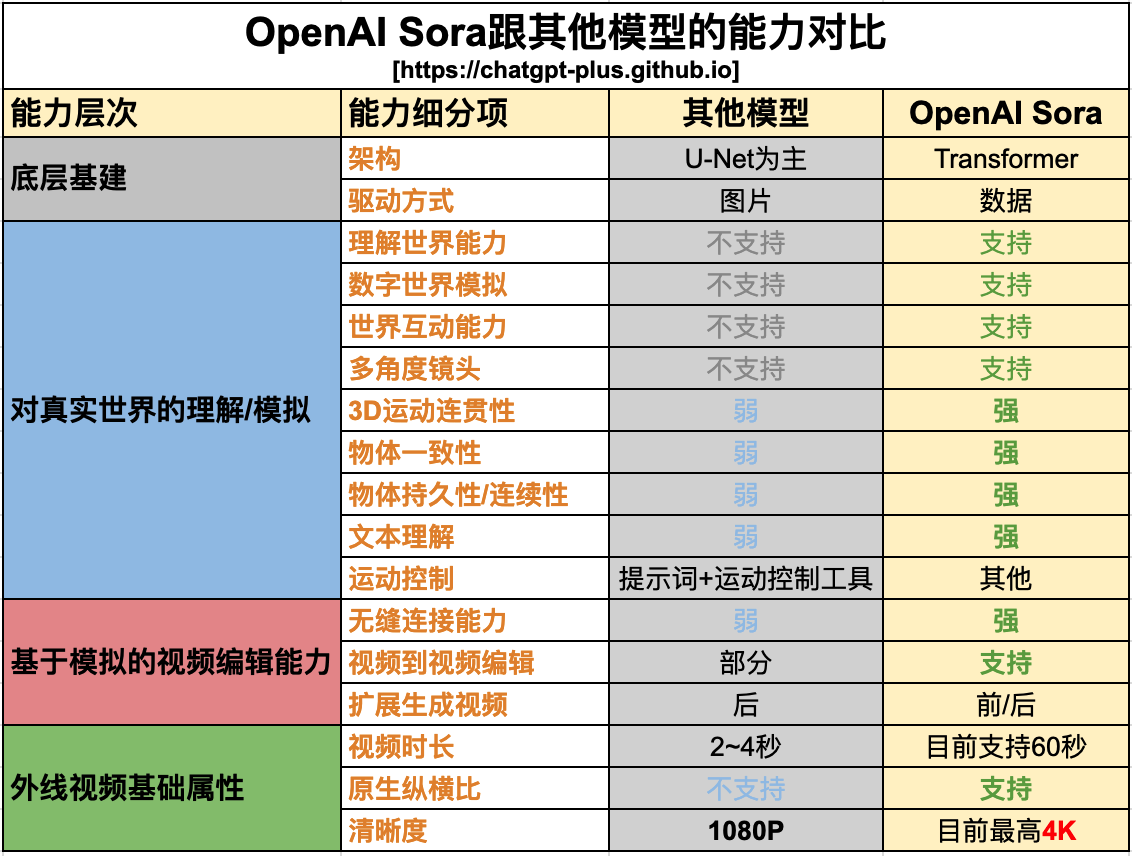 OpenAI Sora跟其他模型的能力对比
[https://chatgpt-plus.github.io]
能力层次 能力细分项 其他模型 OpenAI Sora
底层基建 架构 U-Net为主 Transformer
驱动方式 图片 数据
对真实世界的理解/模拟 理解世界能力 不支持 支持
数字世界模拟 不支持 支持
世界互动能力 不支持 支持
多角度镜头 不支持 支持
3D运动连贯性 弱 强
物体一致性 弱 强
物体持久性/连续性 弱 强
文本理解 弱 强
运动控制 提示词+运动控制工具 其他
基于模拟的视频编辑能力 无缝连接能力 弱 强
视频到视频编辑 部分 支持
扩展生成视频 后 前/后
外线视频基础属性 视频时长 2~4秒 目前支持60秒
原生纵横比 不支持 支持
清晰度 1080P 目前最高4K